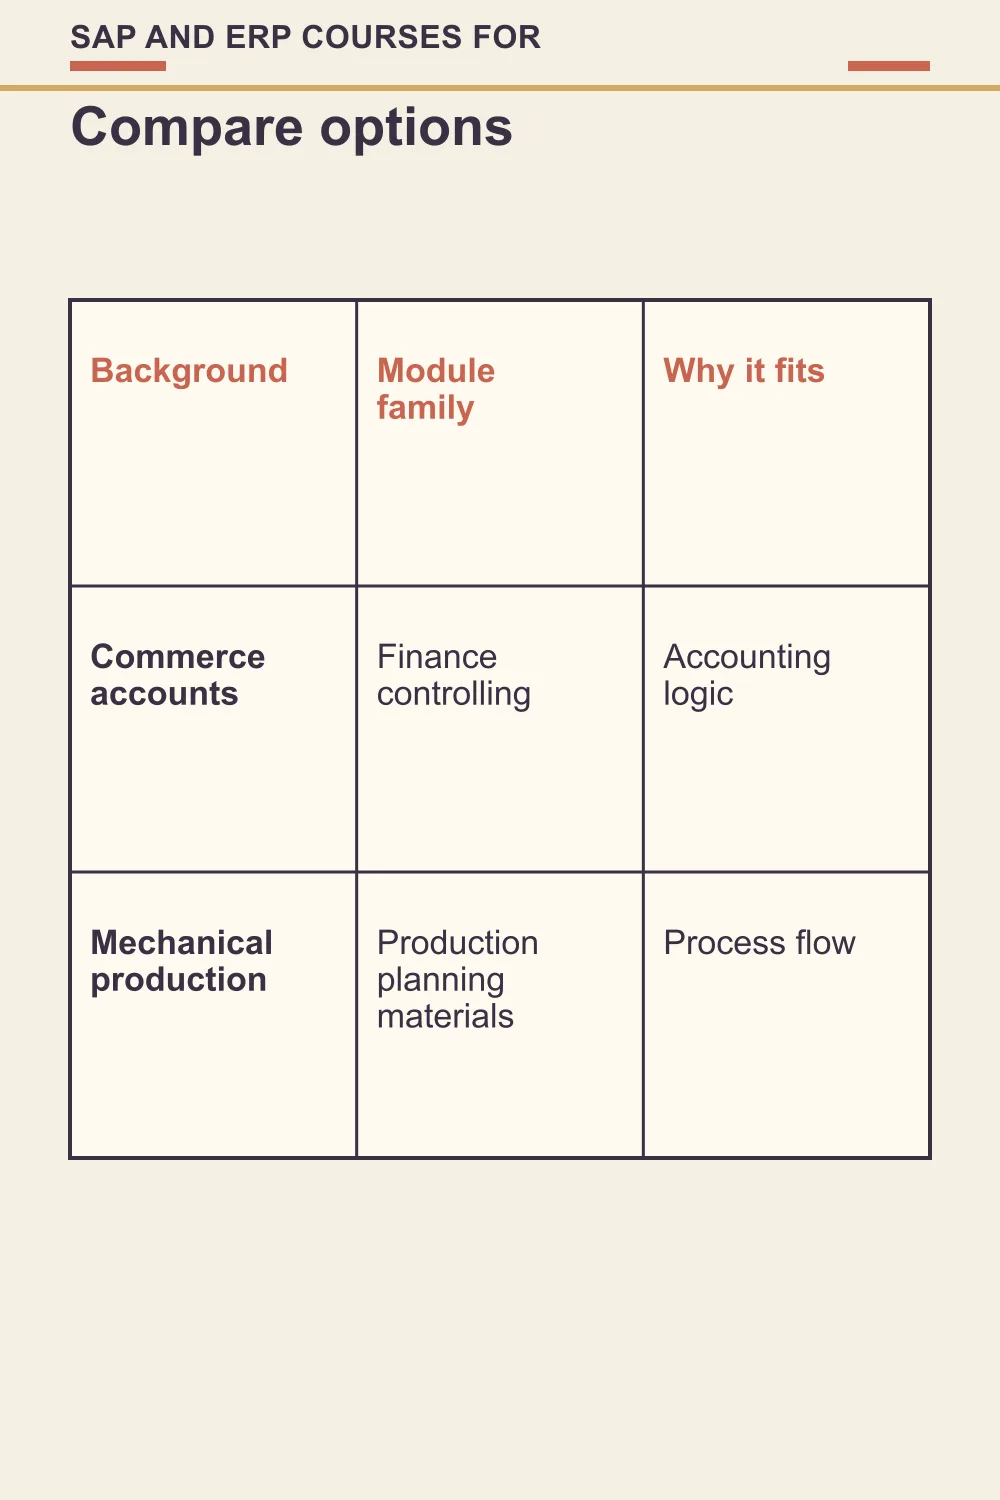 SAP AND ERP COURSES FOR
Compare options
Background
Module
family
Why it fits
Commerce
accounts
Finance
controlling
Accounting
logic
Mechanical
production
Production
planning
materials
Process flow